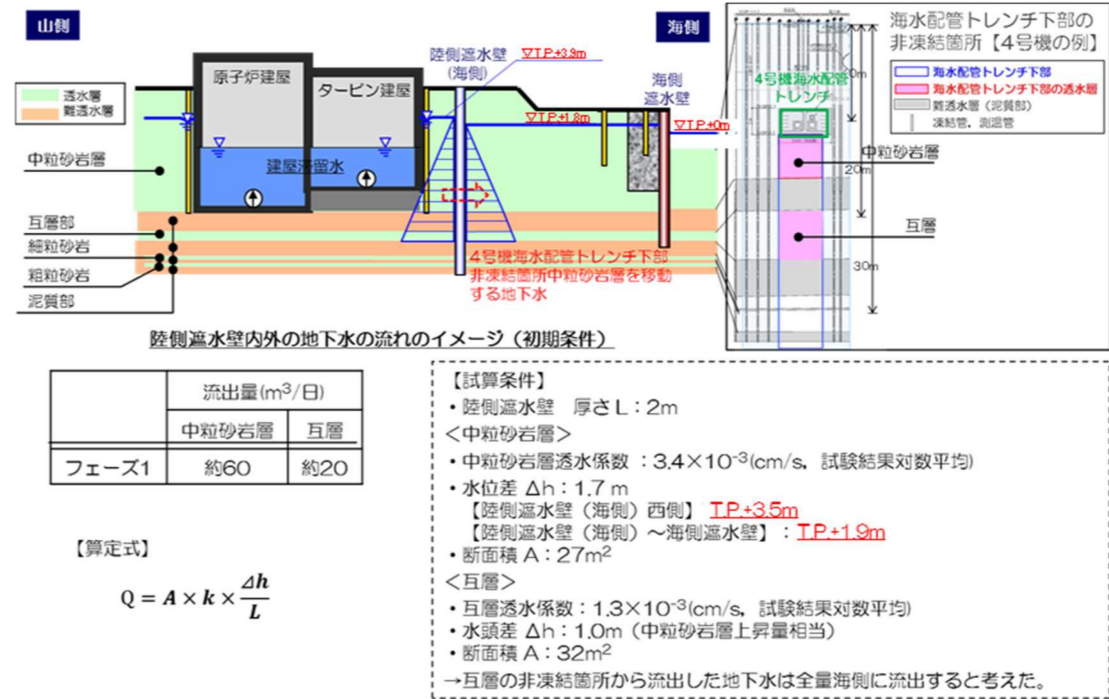 山側
海側
陸側遮水壁
(海側)
▽T.P.+3.9m
原子炉建屋
タービン建屋
海側
遮水壁
▽T.P.+1.8m
▽T.P.±0m
透水層
難透水層
建屋滞留水
中粒砂岩層
互層部
細粒砂岩
粗粒砂岩
泥質部
4号機海水配管トレンチ下部
非凍結箇所中粒砂岩層を移動
する地下水
陸側遮水壁内外の地下水の流れのイメージ（初期条件）
海水配管トレンチ下部の
非凍結箇所【4号機の例】
4号機海水配管
トレンチ
海水配管トレンチ下部
海水配管トレンチ下部の透水層
難透水層（泥質部）
凍結管，測温管
0m
中粒砂岩層
20m
互層
30m
流出量(m³/日)
中粒砂岩層 互層
フェーズ1 約60 約20
【算定式】
Q = A × k × Δh/L
【試算条件】
・陸側遮水壁　厚さL：2m
＜中粒砂岩層＞
・中粒砂岩層透水係数：3.4×10⁻³(cm/s，試験結果対数平均)
・水位差 Δh：1.7 m
【陸側遮水壁（海側）西側】 T.P.+3.5m
【陸側遮水壁（海側）～海側遮水壁】：T.P.+1.9m
・断面積 A：27m²
＜互層＞
・互層透水係数：1.3×10⁻³(cm/s，試験結果対数平均)
・水頭差 Δh：1.0m（中粒砂岩層上昇量相当）
・断面積 A：32m²
→互層の非凍結箇所から流出した地下水は全量海側に流出すると考えた。